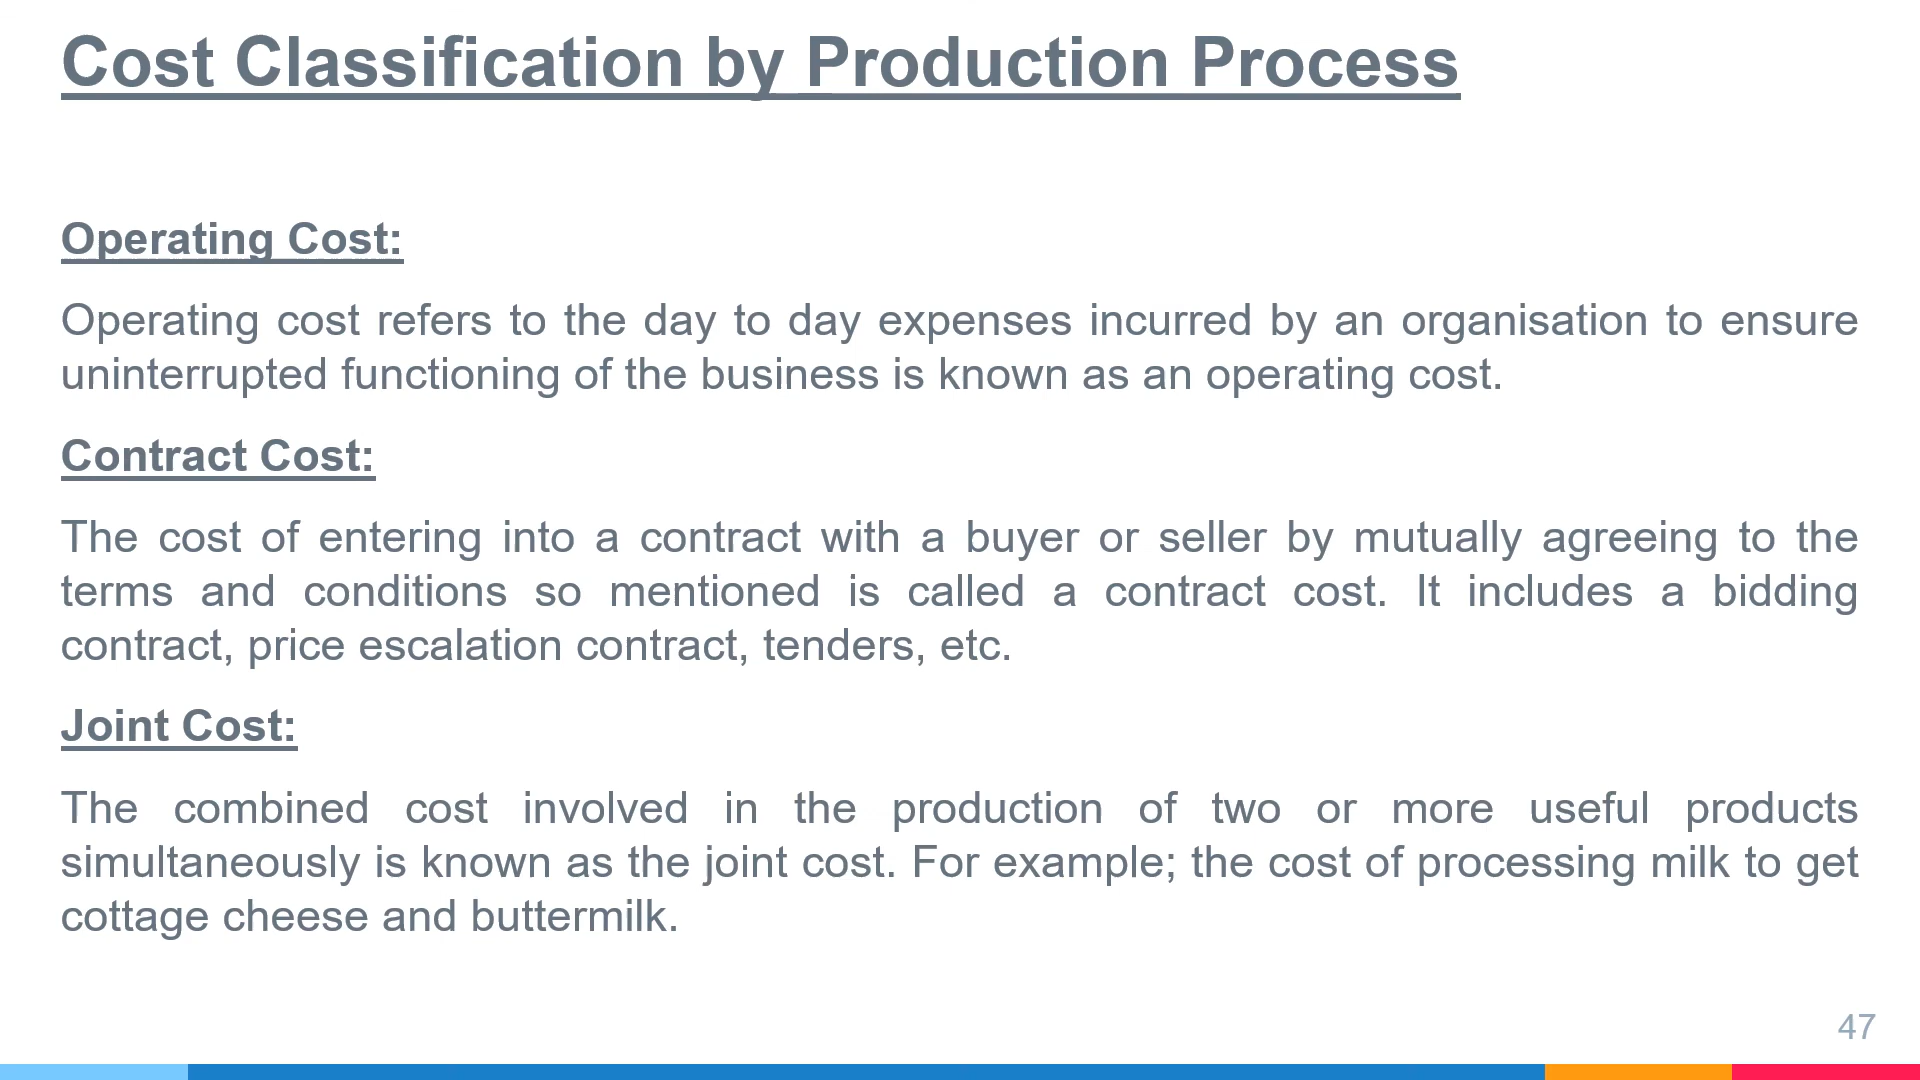 Cost Classification by Production Process
Operating Cost:
Operating cost refers to the day to day expenses incurred by an organisation to ensure
uninterrupted functioning of the business is known as an operating cost.
Contract Cost:
The cost of entering into a contract with a buyer or seller by mutually agreeing to the
terms and conditions so mentioned is called a contract cost. It includes a bidding
contract, price escalation contract, tenders, etc.
Joint Cost:
The combined cost involved in the production of two or more useful products
simultaneously is known as the joint cost. For example; the cost of processing milk to get
cottage cheese and buttermilk.
47